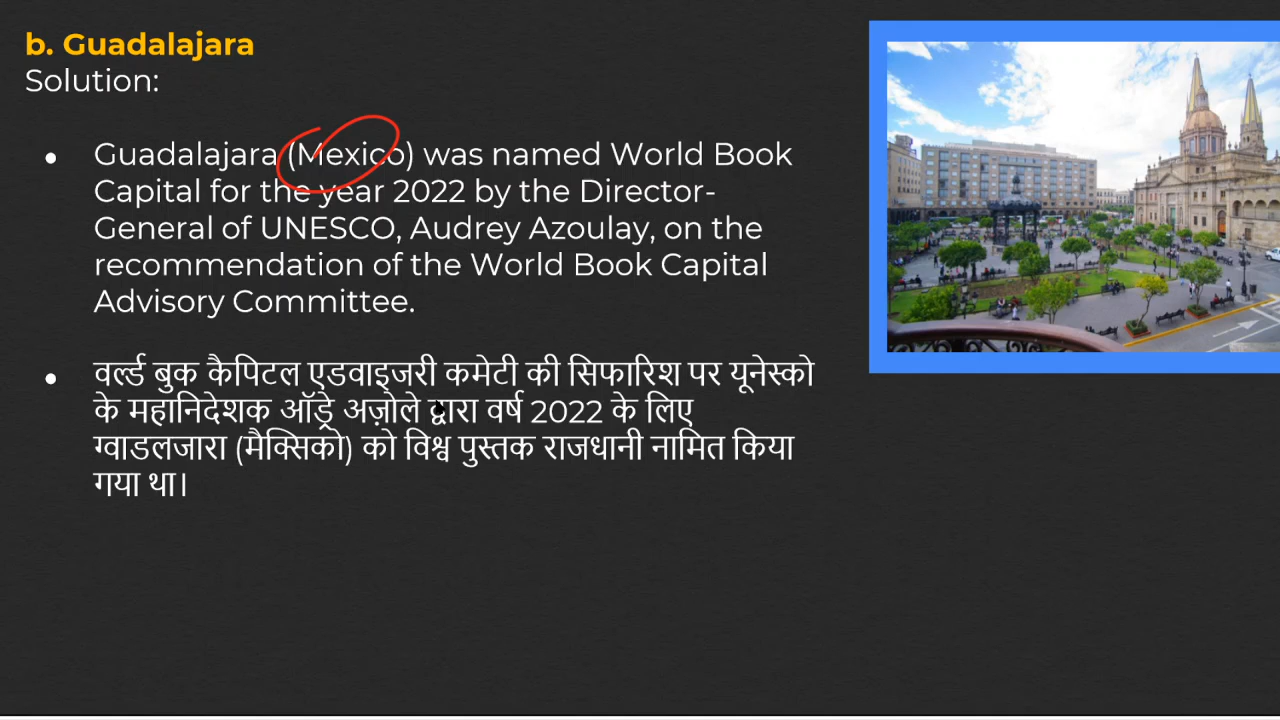 b. Guadalajara
Solution:
• Guadalajara (Mexico) was named World Book
Capital for the year 2022 by the Director-
General of UNESCO, Audrey Azoulay, on the
recommendation of the World Book Capital
Advisory Committee.
• वर्ल्ड बुक कैपिटल एडवाइजरी कमेटी की सिफारिश पर यूनेस्को
के महानिदेशक ऑड्रे अज़ोले द्वारा वर्ष 2022 के लिए
ग्वाडलजारा (मैक्सिको) को विश्व पुस्तक राजधानी नामित किया
गया था।